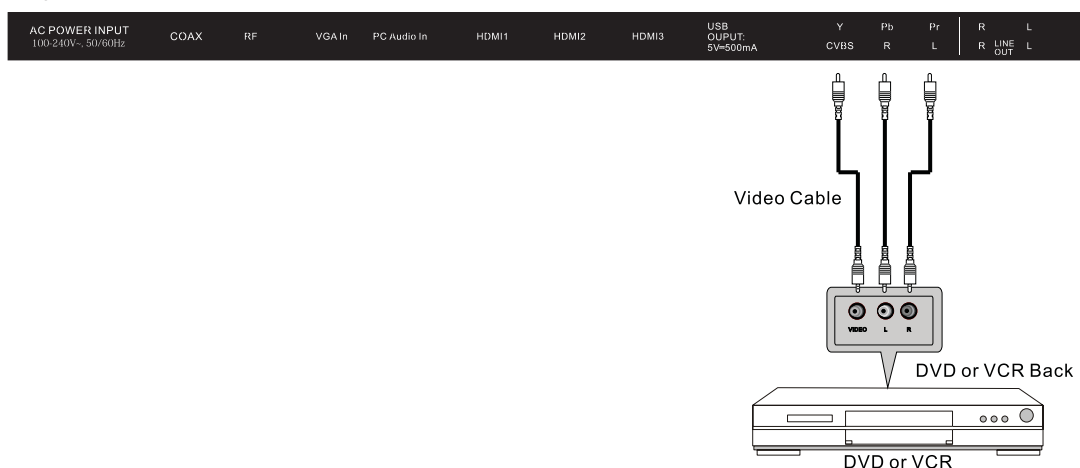 AC POWER INPUT
100-240V~, 50/60Hz
COAX
RF
VGA In
PC Audio In
HDMI1
HDMI2
HDMI3
USB
OUPUT:
5V=500mA
Y Pb Pr R L
CVBS R L R LINE OUT L
Video Cable
VIDEO L R
DVD or VCR Back
DVD or VCR